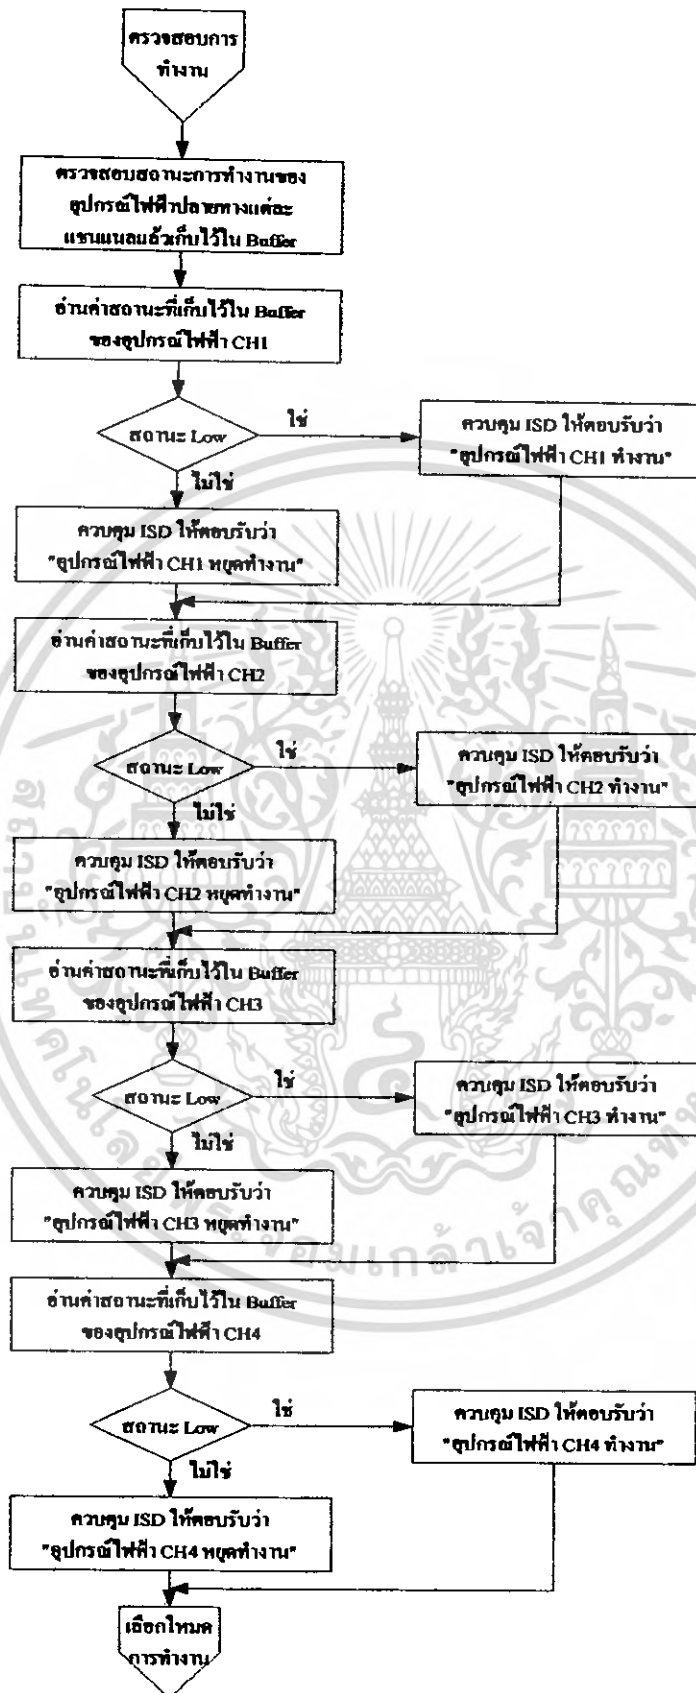 ตรวจสอบการ
ทำงาน
ตรวจสอบสถานะการทำงานของ
อุปกรณ์ไฟฟ้าปลายทางแต่ละ
แชนแนลแล้วเก็บไว้ใน Buffer
อ่านค่าสถานะที่เก็บไว้ใน Buffer
ของอุปกรณ์ไฟฟ้า CH1
สถานะ Low
ใช่
ควบคุม ISD ให้ตอบรับว่า
"อุปกรณ์ไฟฟ้า CH1 ทำงาน"
ไม่ใช่
ควบคุม ISD ให้ตอบรับว่า
"อุปกรณ์ไฟฟ้า CH1 หยุดทำงาน"
อ่านค่าสถานะที่เก็บไว้ใน Buffer
ของอุปกรณ์ไฟฟ้า CH2
สถานะ Low
ใช่
ควบคุม ISD ให้ตอบรับว่า
"อุปกรณ์ไฟฟ้า CH2 ทำงาน"
ไม่ใช่
ควบคุม ISD ให้ตอบรับว่า
"อุปกรณ์ไฟฟ้า CH2 หยุดทำงาน"
อ่านค่าสถานะที่เก็บไว้ใน Buffer
ของอุปกรณ์ไฟฟ้า CH3
สถานะ Low
ใช่
ควบคุม ISD ให้ตอบรับว่า
"อุปกรณ์ไฟฟ้า CH3 ทำงาน"
ไม่ใช่
ควบคุม ISD ให้ตอบรับว่า
"อุปกรณ์ไฟฟ้า CH3 หยุดทำงาน"
อ่านค่าสถานะที่เก็บไว้ใน Buffer
ของอุปกรณ์ไฟฟ้า CH4
สถานะ Low
ใช่
ควบคุม ISD ให้ตอบรับว่า
"อุปกรณ์ไฟฟ้า CH4 ทำงาน"
ไม่ใช่
ควบคุม ISD ให้ตอบรับว่า
"อุปกรณ์ไฟฟ้า CH4 หยุดทำงาน"
เลือกโหมด
การทำงาน